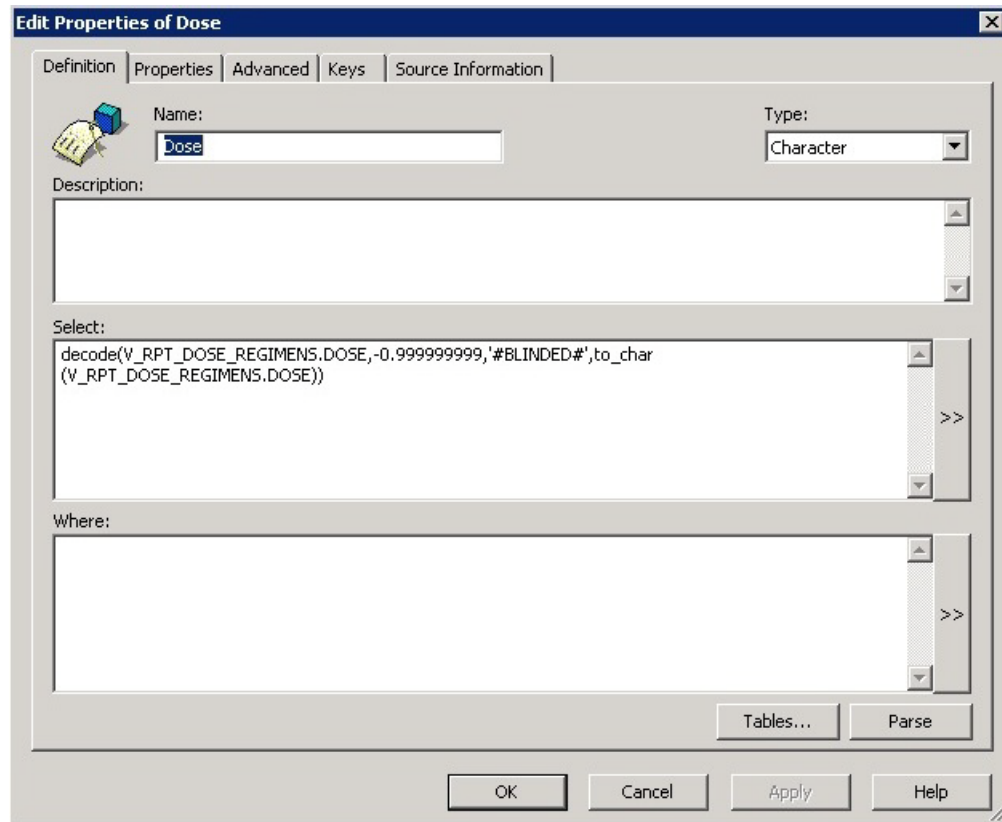 Edit Properties of Dose
Definition Properties Advanced Keys Source Information
Name: Type:
Dose Character
Description:
Select:
decode(V_RPT_DOSE_REGIMENS.DOSE,-0.999999999,'#BLINDED#',to_char
(V_RPT_DOSE_REGIMENS.DOSE))
>>
Where:
>>
Tables... Parse
OK Cancel Apply Help